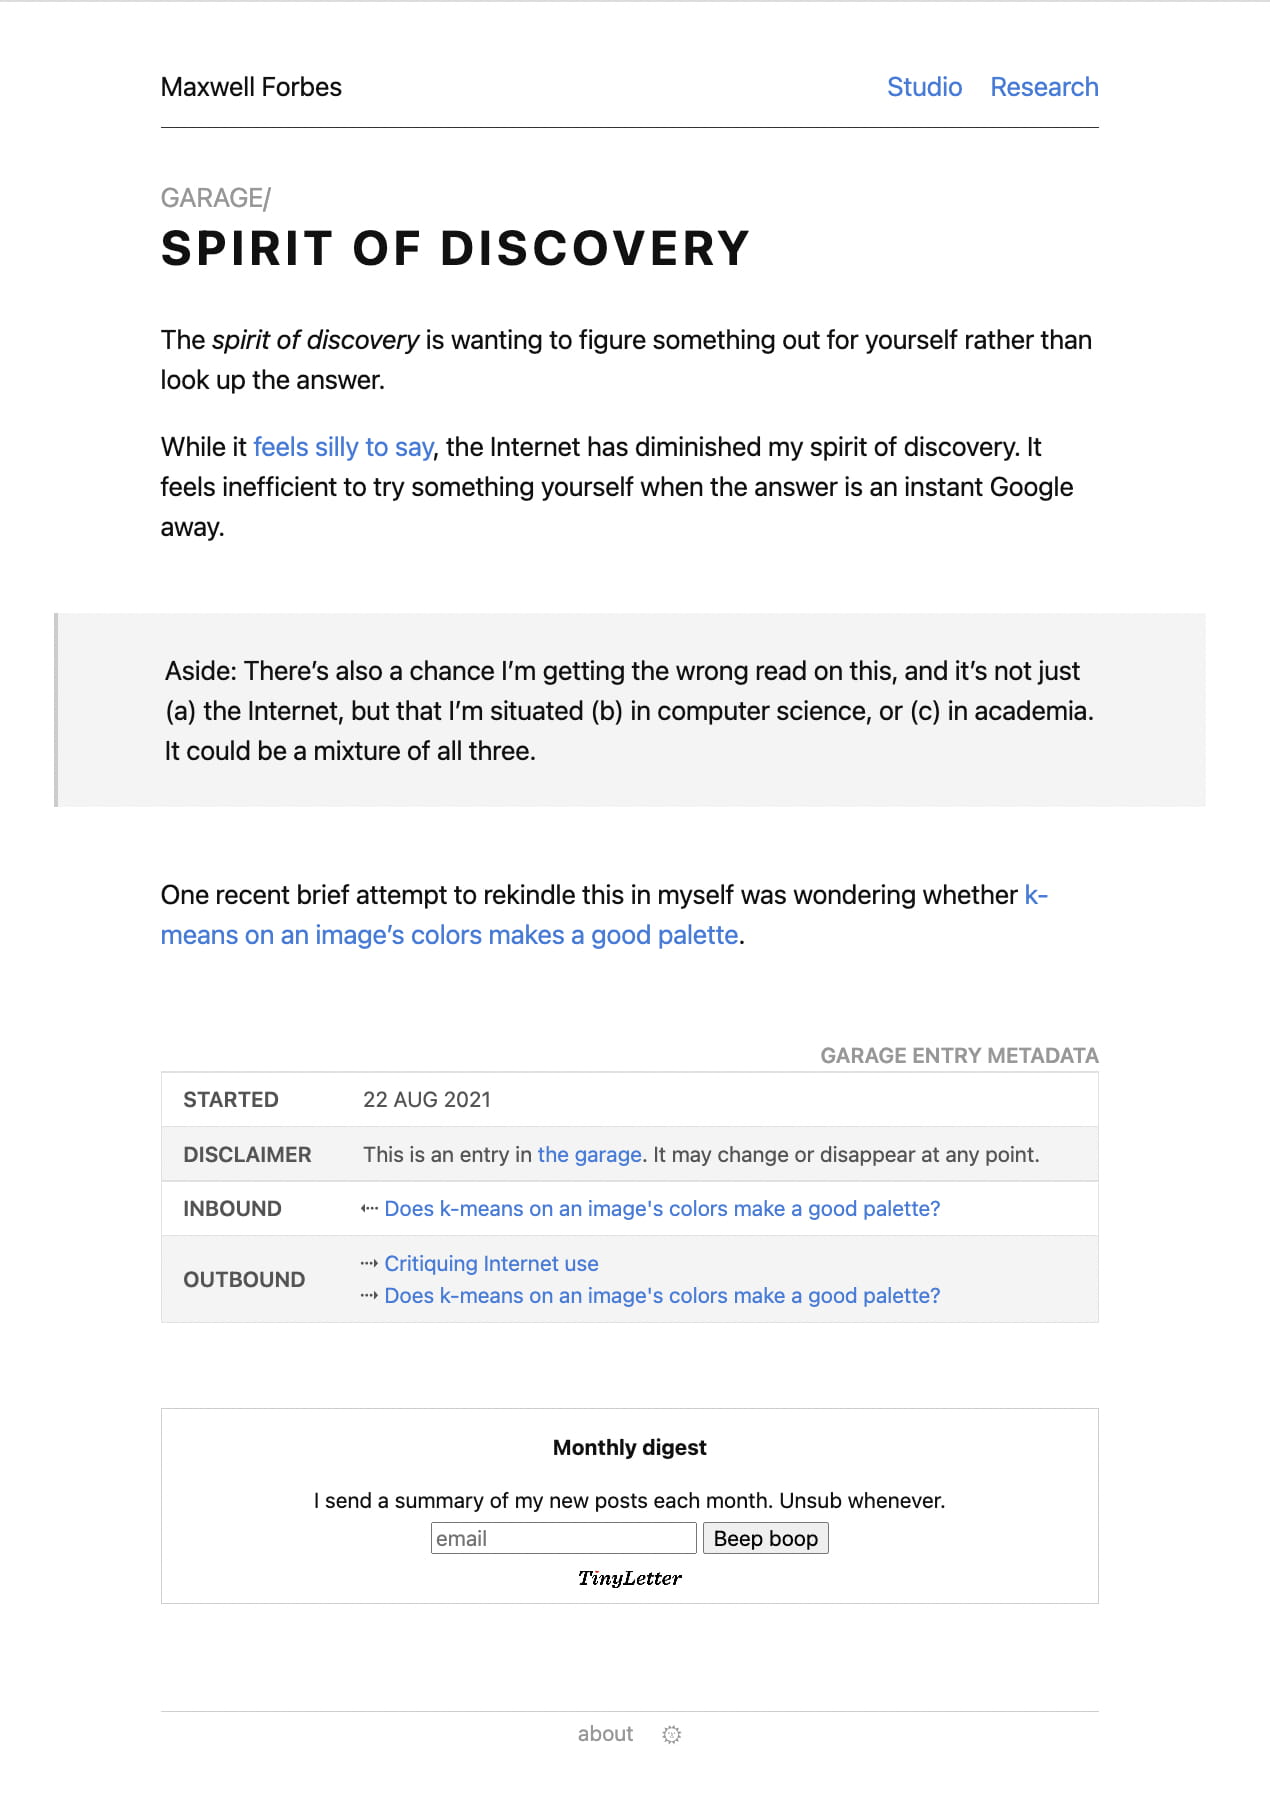 Maxwell Forbes
Studio Research
GARAGE/
SPIRIT OF DISCOVERY
The spirit of discovery is wanting to figure something out for yourself rather than
look up the answer.
While it feels silly to say, the Internet has diminished my spirit of discovery. It
feels inefficient to try something yourself when the answer is an instant Google
away.
Aside: There’s also a chance I’m getting the wrong read on this, and it’s not just
(a) the Internet, but that I’m situated (b) in computer science, or (c) in academia.
It could be a mixture of all three.
One recent brief attempt to rekindle this in myself was wondering whether k-
means on an image’s colors makes a good palette.
GARAGE ENTRY METADATA
STARTED 22 AUG 2021
DISCLAIMER This is an entry in the garage. It may change or disappear at any point.
INBOUND ⬸ Does k-means on an image's colors make a good palette?
OUTBOUND ⤑ Critiquing Internet use
⤑ Does k-means on an image's colors make a good palette?
Monthly digest
I send a summary of my new posts each month. Unsub whenever.
email Beep boop
TinyLetter
about